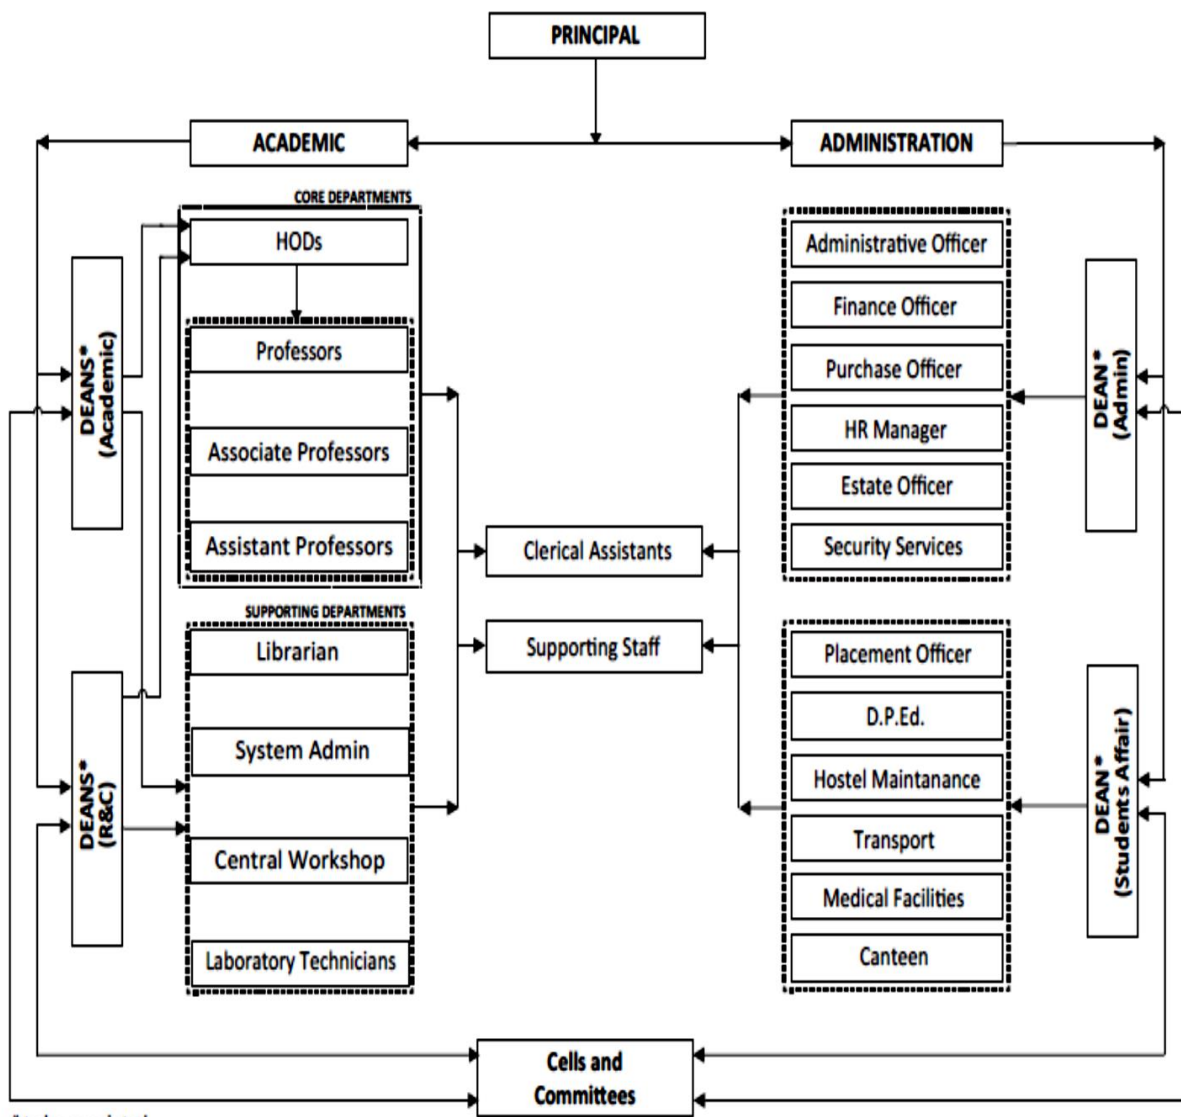 PRINCIPAL
ACADEMIC
ADMINISTRATION
CORE DEPARTMENTS
HODs
Professors
Associate Professors
Assistant Professors
DEANS*
(Academic)
Administrative Officer
Finance Officer
Purchase Officer
HR Manager
Estate Officer
Security Services
DEAN*
(Admin)
Clerical Assistants
Supporting Staff
SUPPORTING DEPARTMENTS
Librarian
System Admin
Central Workshop
Laboratory Technicians
DEANS*
(R&C)
Placement Officer
D.P.Ed.
Hostel Maintanance
Transport
Medical Facilities
Canteen
DEAN*
(Students Affair)
Cells and
Committees